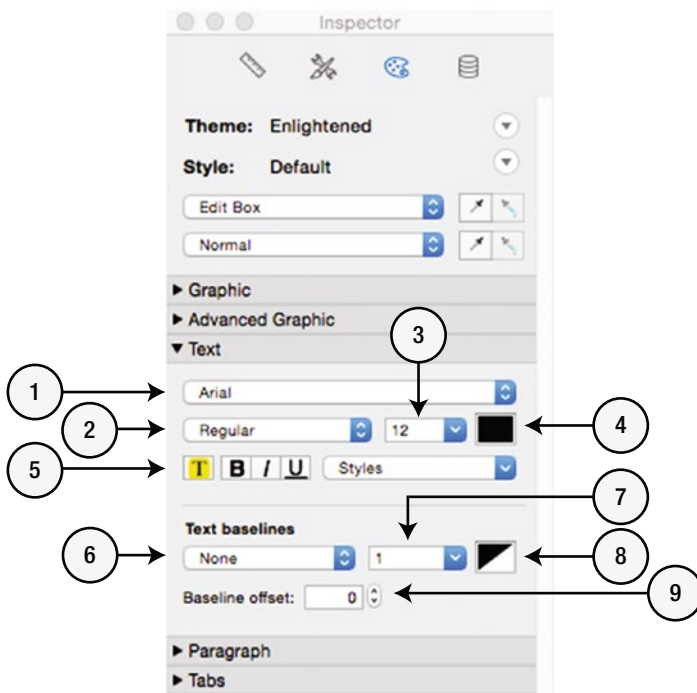 Inspector
Theme: Enlightened
Style: Default
Edit Box
Normal
Graphic
Advanced Graphic
3
Text
1
Arial
2
Regular 12
4
5
T B I U Styles
7
Text baselines
6
None 1
8
Baseline offset: 0
9
Paragraph
Tabs